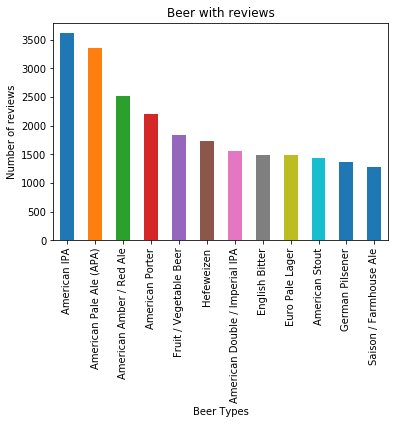 Beer with reviews
Number of reviews
3500
3000
2500
2000
1500
1000
500
0
American IPA
American Pale Ale (APA)
American Amber / Red Ale
American Porter
Fruit / Vegetable Beer
Hefeweizen
American Double / Imperial IPA
English Bitter
Euro Pale Lager
American Stout
German Pilsener
Saison / Farmhouse Ale
Beer Types